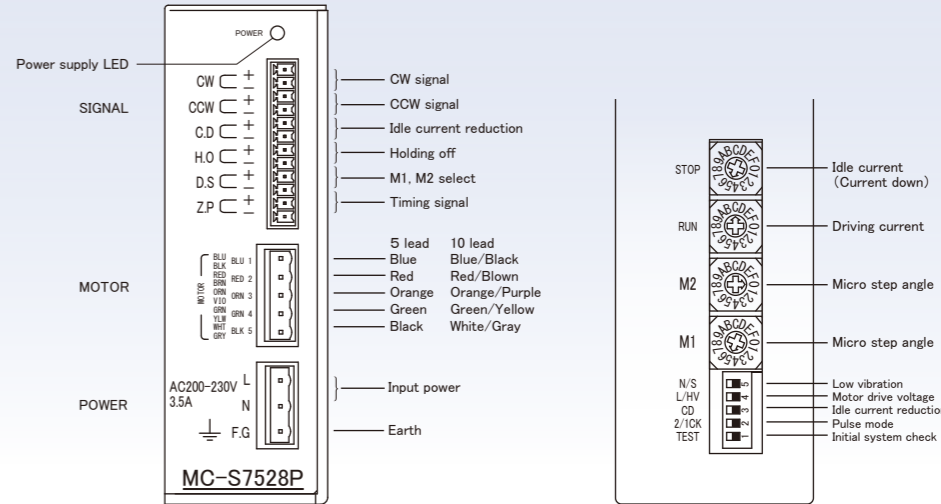 POWER
Power supply LED
SIGNAL
CW + − CW signal
CCW + − CCW signal
C.D + − Idle current reduction
H.O + − Holding off
D.S + − M1, M2 select
Z.P + − Timing signal
5 lead 10 lead
MOTOR
MOTOR
BLU
BLK
BLU 1
Blue Blue/Black
RED
BRN
RED 2
Red Red/Blown
ORN
VIO
ORN 3
Orange Orange/Purple
GRN
YLW
GRN 4
Green Green/Yellow
WHT
GRY
BLK 5
Black White/Gray
POWER
AC200-230V
3.5A
L
N
Input power
F.G Earth
MC-S7528P
STOP
0123456789ABCDEF
Idle current
(Current down)
RUN
0123456789ABCDEF
Driving current
M2
0123456789ABCDEF
Micro step angle
M1
0123456789ABCDEF
Micro step angle
N/S 5 Low vibration
L/HV 4 Motor drive voltage
CD 3 Idle current reductio
2/1CK 2 Pulse mode
TEST 1 Initial system check